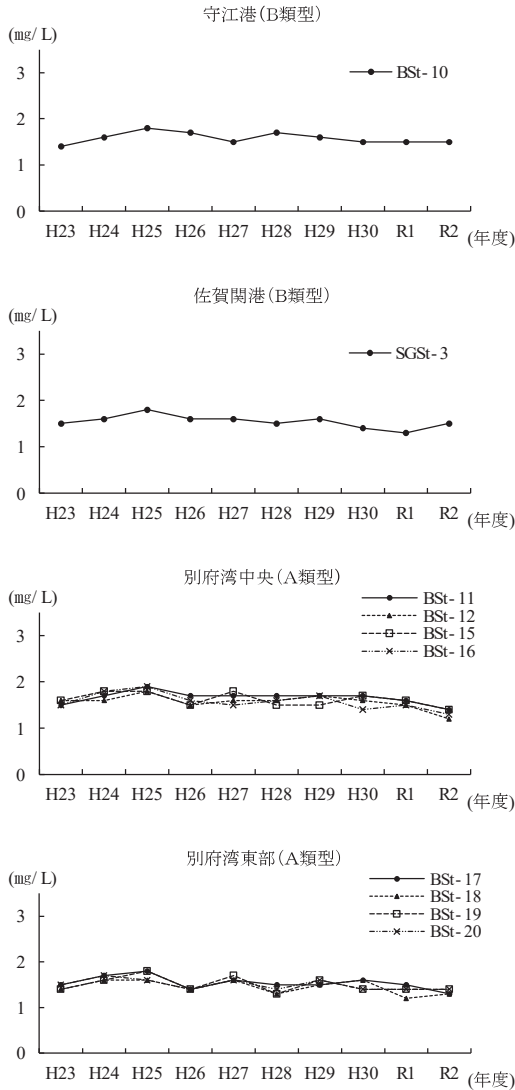 守江港(B類型)
(㎎/L)
BSt-10
3
2
1
0
H23 H24 H25 H26 H27 H28 H29 H30 R1 R2 (年度)
佐賀関港(B類型)
(㎎/L)
SGSt-3
3
2
1
0
H23 H24 H25 H26 H27 H28 H29 H30 R1 R2 (年度)
別府湾中央(A類型)
(㎎/L)
BSt-11
BSt-12
BSt-15
BSt-16
3
2
1
0
H23 H24 H25 H26 H27 H28 H29 H30 R1 R2 (年度)
別府湾東部(A類型)
(㎎/L)
BSt-17
BSt-18
BSt-19
BSt-20
3
2
1
0
H23 H24 H25 H26 H27 H28 H29 H30 R1 R2 (年度)